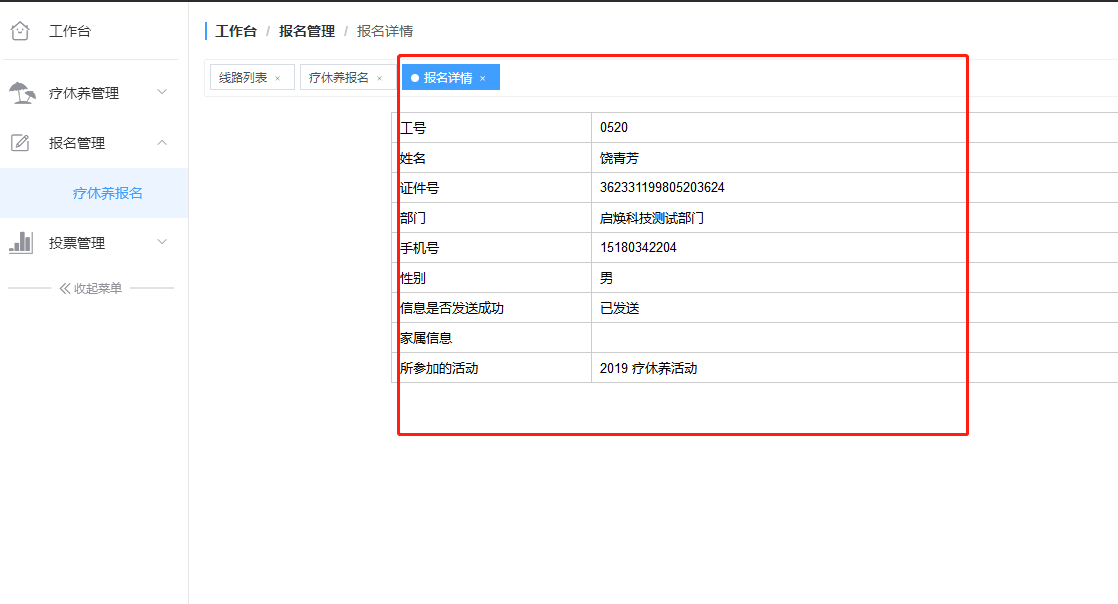 工作台
工作台 / 报名管理 / 报名详情
线路列表 × 疗休养报名 × 报名详情 ×
疗休养管理
报名管理
疗休养报名
投票管理
收起菜单
工号 0520
姓名 饶青芳
证件号 362331199805203624
部门 启焕科技测试部门
手机号 15180342204
性别 男
信息是否发送成功 已发送
家属信息
所参加的活动 2019 疗休养活动